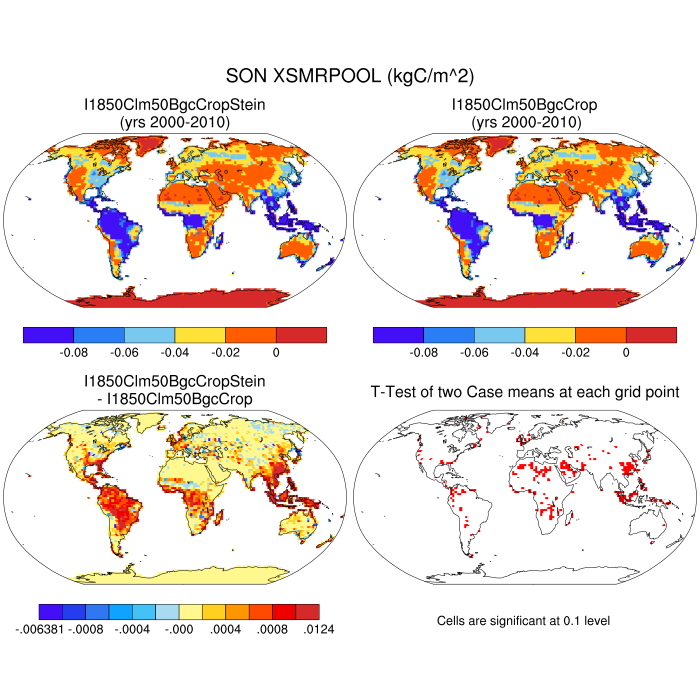 SON XSMRPOOL (kgC/m^2)
I1850Clm50BgcCropStein
(yrs 2000-2010)
I1850Clm50BgcCrop
(yrs 2000-2010)
-0.08 -0.06 -0.04 -0.02 0
-0.08 -0.06 -0.04 -0.02 0
I1850Clm50BgcCropStein
- I1850Clm50BgcCrop
T-Test of two Case means at each grid point
-.006381 -.0008 -.0004 -.000 .0004 .0008 .0124
Cells are significant at 0.1 level